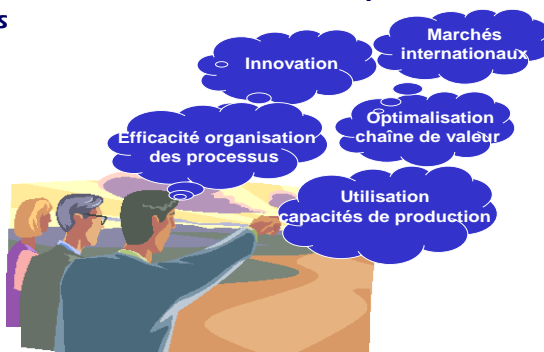 s
Innovation
Marchés
internationaux
Efficacité organisation
des processus
Optimalisation
chaîne de valeur
Utilisation
capacités de production